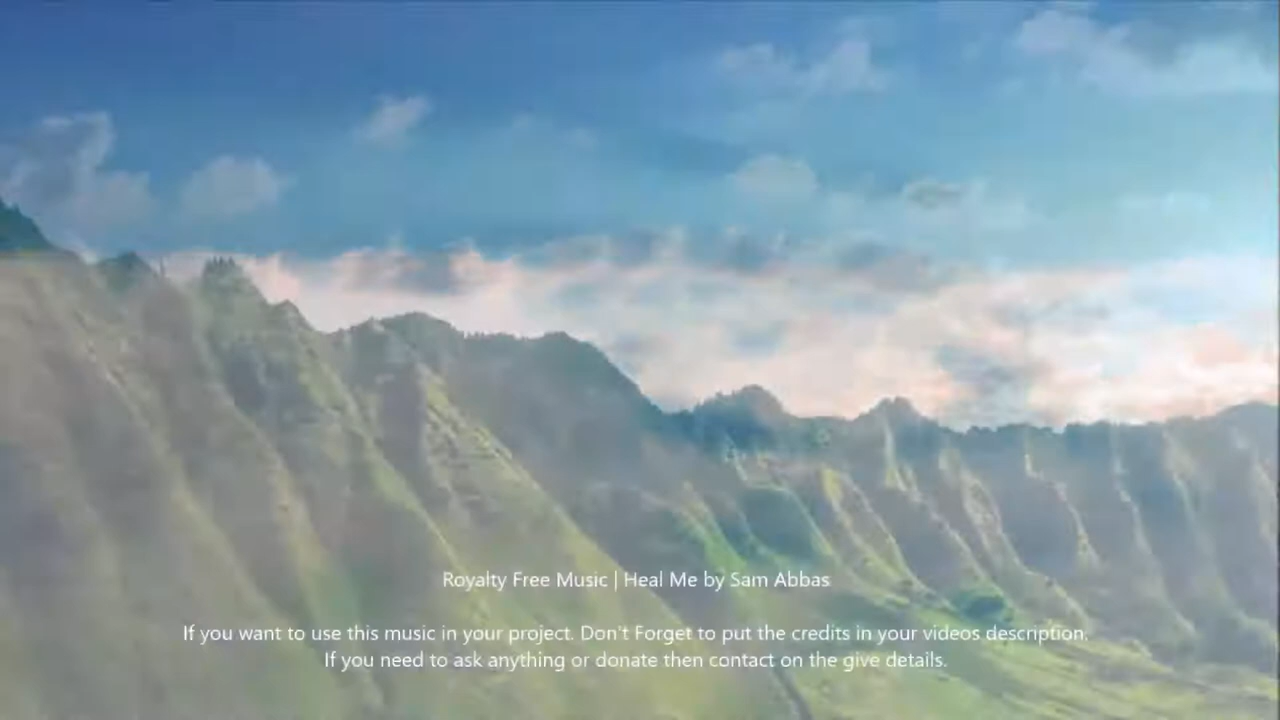 Royalty Free Music | Heal Me by Sam Abbas
If you want to use this music in your project. Don't Forget to put the credits in your videos description.
If you need to ask anything or donate then contact on the give details.